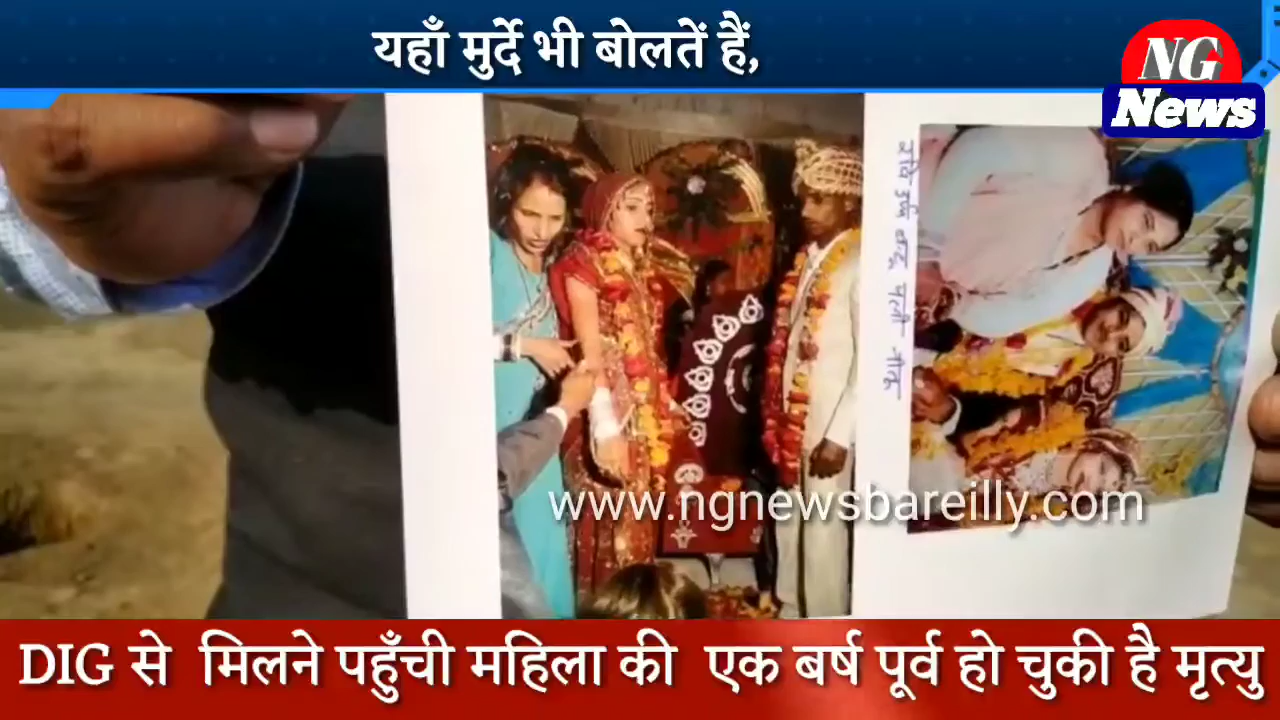 यहाँ मुर्दे भी बोलतें हैं,
NG
News
www.ngnewsbareilly.com
DIG से मिलने पहुँची महिला की एक बर्ष पूर्व हो चुकी है मृत्यु